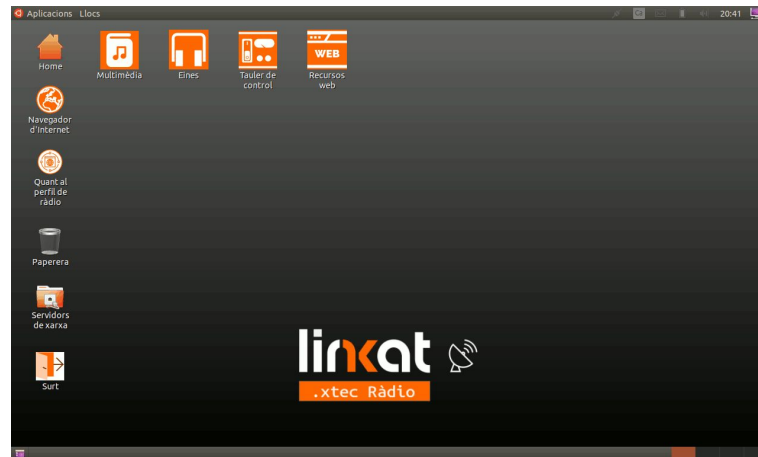 Aplicacions Llocs
Ca
20:41
Home
Multimèdia
Eines
Tauler de
control
WEB
Recursos
web
Navegador
d'Internet
Quant al
perfil de
ràdio
Paperera
Servidors
de xarxa
Surt
linkat
.xtec Ràdio